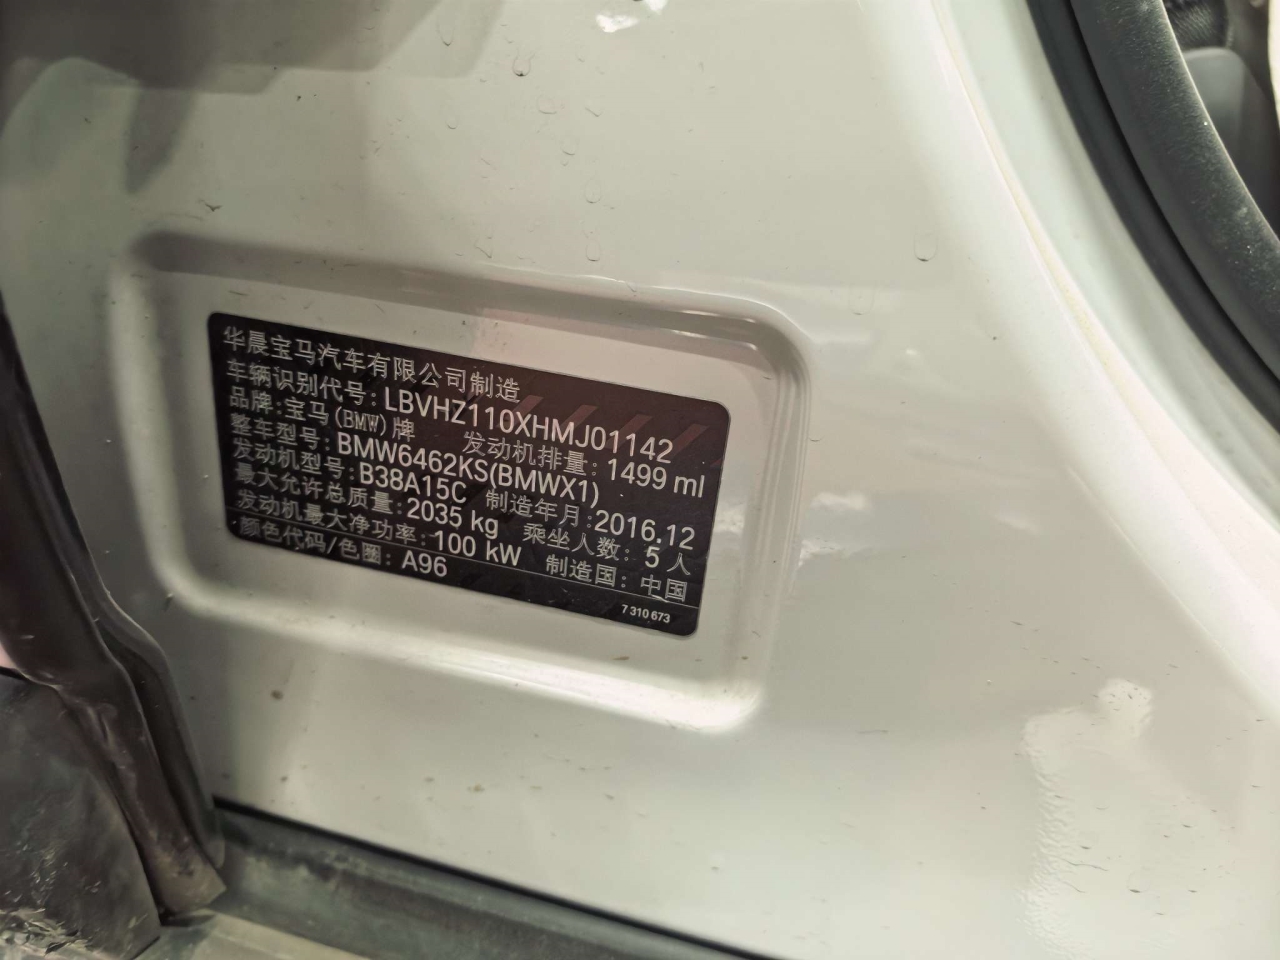 华晨宝马汽车有限公司制造
车辆识别代号: LBVHZ110XHMJ01142
品牌: 宝马(BMW)牌 发动机排量: 1499 ml
整车型号: BMW6462KS(BMWX1)
发动机型号: B38A15C 制造年月: 2016.12
最大允许总质量: 2035 kg 乘坐人数: 5 人
发动机最大净功率: 100 kW 制造国: 中国
颜色代码/色圈: A96
7 310 673